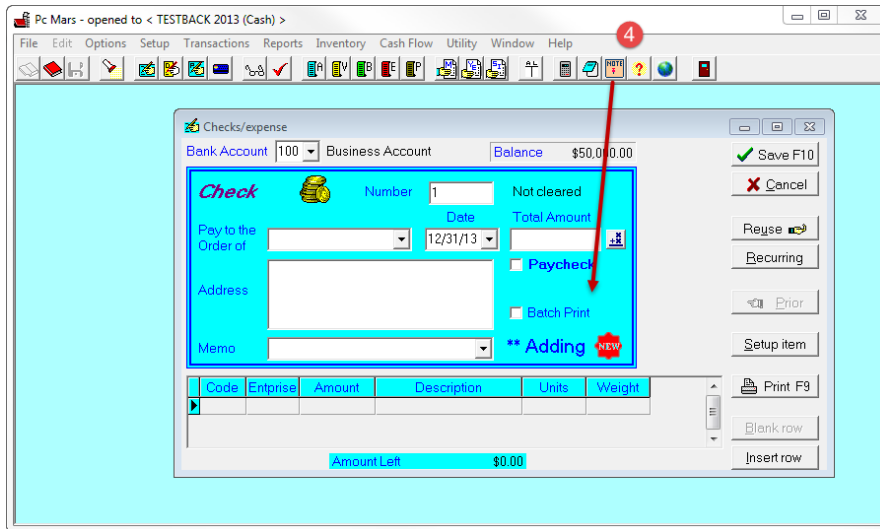 Pc Mars - opened to < TESTBACK 2013 (Cash) >
File Edit Options Setup Transactions Reports Inventory Cash Flow Utility Window Help
4
A V B E P NOTE ?
Checks/expense
Bank Account 100 Business Account Balance $50,000.00
Save F10
Check Number 1 Not cleared
Cancel
Date Total Amount
Pay to the Order of 12/31/13
Reuse
Paycheck
Recurring
Address
Batch Print
Prior
Memo ** Adding NEW
Setup item
Code Entprise Amount Description Units Weight
Print F9
Blank row
Amount Left $0.00
Insert row